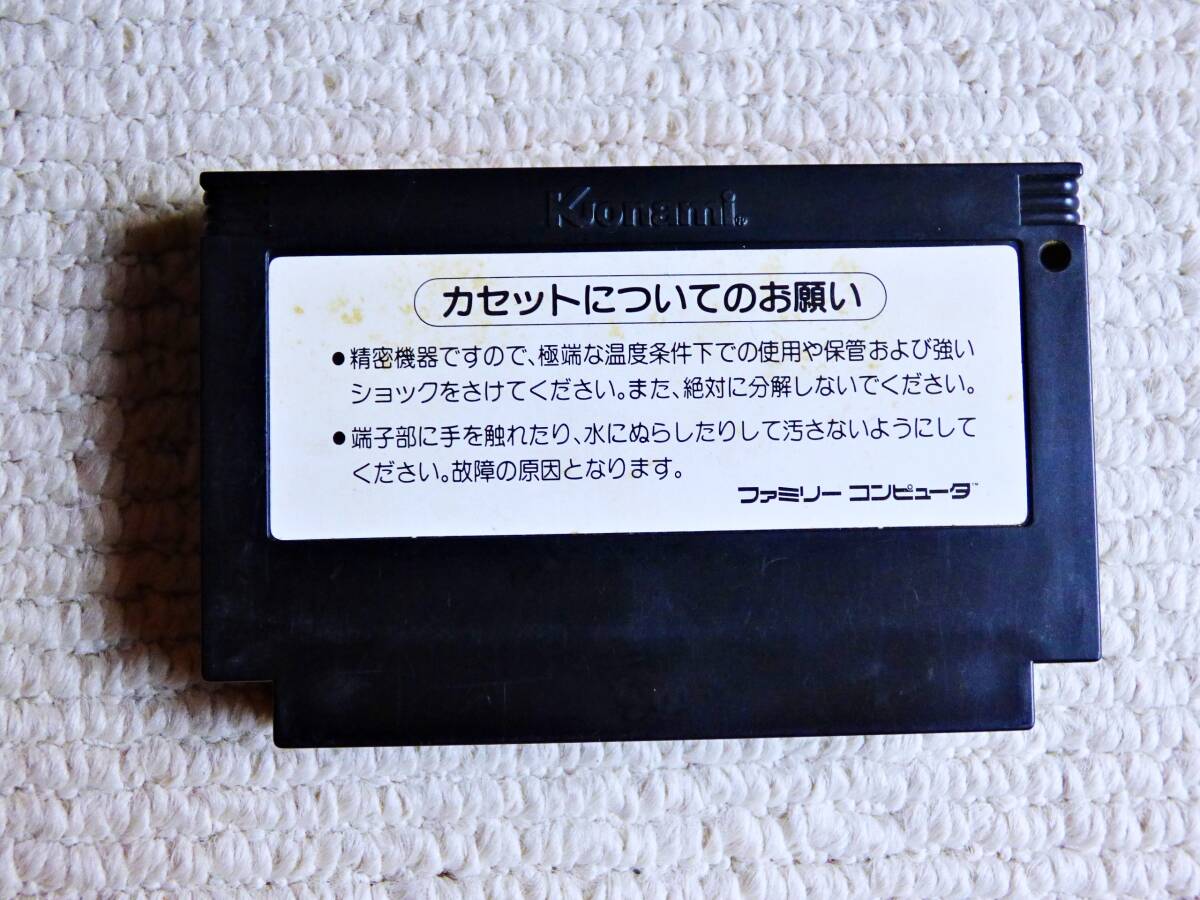 Konami®
カセットについてのお願い
●精密機器ですので、極端な温度条件下での使用や保管および強い
ショックをさけてください。また、絶対に分解しないでください。
●端子部に手を触れたり、水にぬらしたりして汚さないようにして
ください。故障の原因となります。
ファミリー コンピュータ™